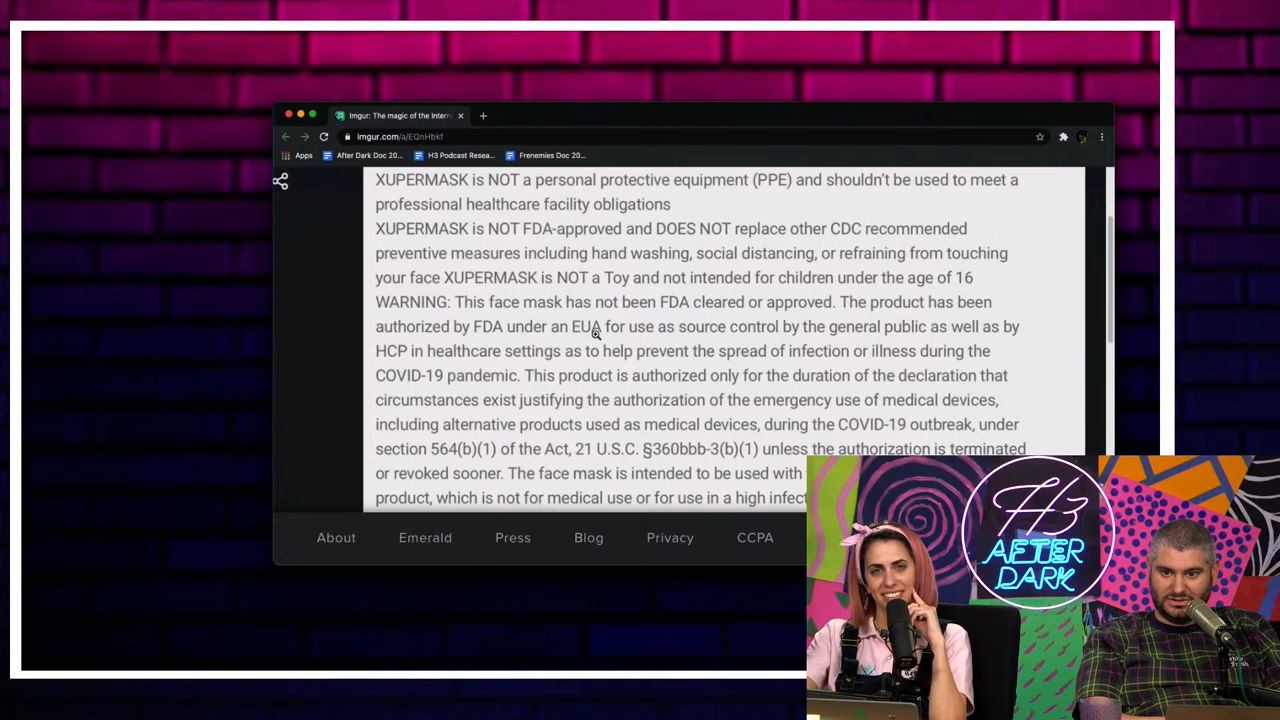 Imgur: The magic of the Intern
imgur.com/a/EQnHbkf
Apps After Dark Doc 20... H3 Podcast Resea... Frenemies Doc 20...
XUPERMASK is NOT a personal protective equipment (PPE) and shouldn't be used to meet a
professional healthcare facility obligations
XUPERMASK is NOT FDA-approved and DOES NOT replace other CDC recommended
preventive measures including hand washing, social distancing, or refraining from touching
your face XUPERMASK is NOT a Toy and not intended for children under the age of 16
WARNING: This face mask has not been FDA cleared or approved. The product has been
authorized by FDA under an EUA for use as source control by the general public as well as by
HCP in healthcare settings as to help prevent the spread of infection or illness during the
COVID-19 pandemic. This product is authorized only for the duration of the declaration that
circumstances exist justifying the authorization of the emergency use of medical devices,
including alternative products used as medical devices, during the COVID-19 outbreak, under
section 564(b)(1) of the Act, 21 U.S.C. §360bbb-3(b)(1) unless the authorization is terminated
or revoked sooner. The face mask is intended to be used with
product, which is not for medical use or for use in a high infect
About Emerald Press Blog Privacy CCPA
H3
AFTER
DARK